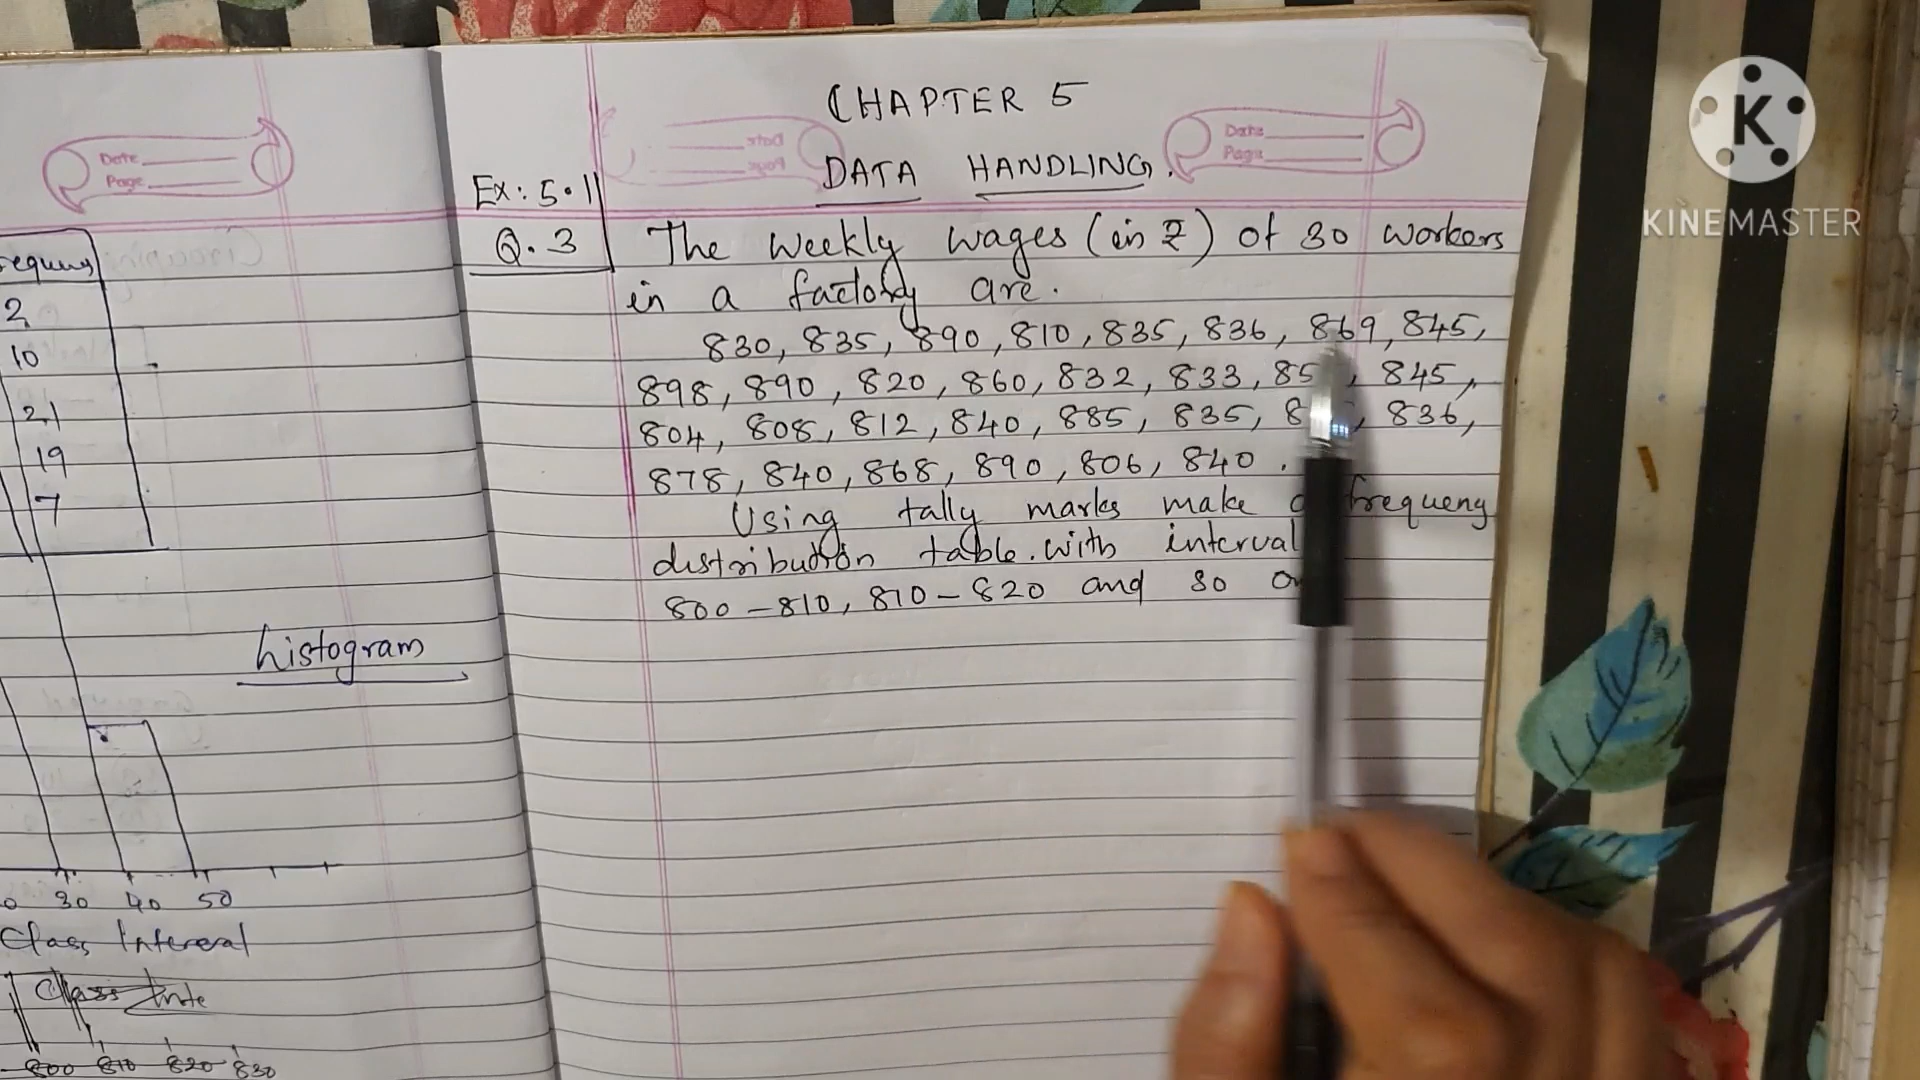 CHAPTER 5
DATA HANDLING.
Ex: 5.1
Q. 3 The Weekly wages (in ₹) of 30 workers
in a factory are.
830, 835, 890, 810, 835, 836, 869, 845,
898, 890, 820, 860, 832, 833, 845,
804, 808, 812, 840, 885, 835, 836,
878, 840, 868, 890, 806, 840.
Using tally marks make frequency
distribution table. with interval
800 - 810, 810 - 820 and so
Date
Page
Date
Page
2
10
21
19
7
histogram
30 40 50
Class Interval
800 810 820 830
K
KINEMASTER